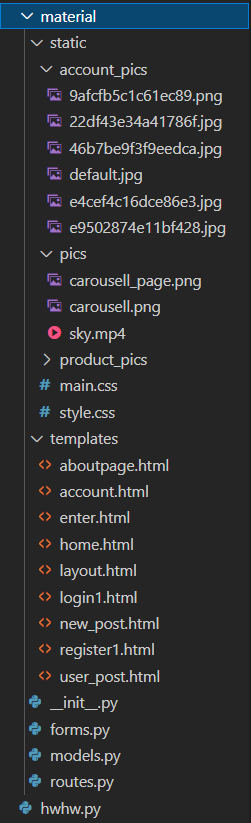 material
static
account_pics
9afcfb5c1c61ec89.png
22df43e34a41786f.jpg
46b7be9f3f9eedca.jpg
default.jpg
e4cef4c16dce86e3.jpg
e9502874e11bf428.jpg
pics
carousell_page.png
carousell.png
sky.mp4
product_pics
main.css
style.css
templates
aboutpage.html
account.html
enter.html
home.html
layout.html
login1.html
new_post.html
register1.html
user_post.html
__init__.py
forms.py
models.py
routes.py
hwhw.py